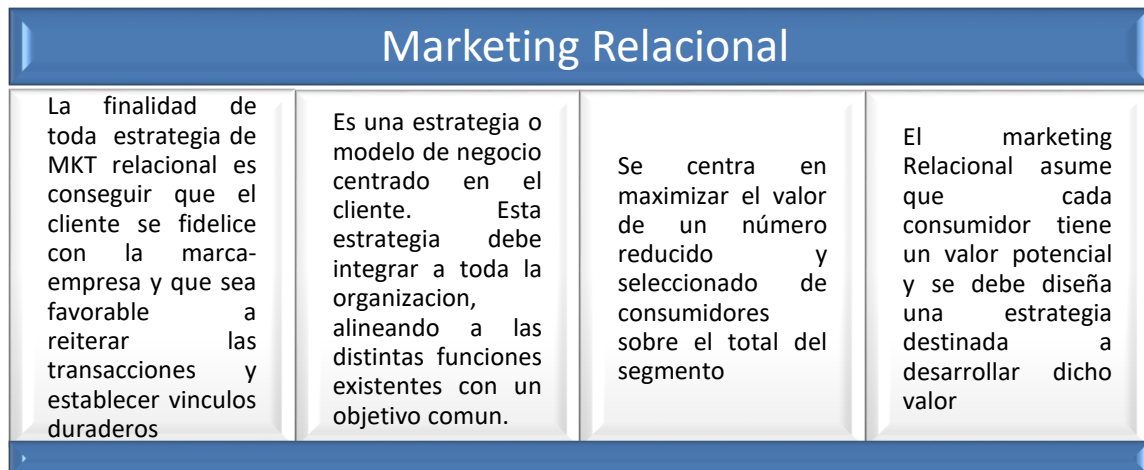 Marketing Relacional
La finalidad de
toda estrategia de
MKT relacional es
conseguir que el
cliente se fidelice
con la marca-
empresa y que sea
favorable a
reiterar las
transacciones y
establecer vinculos
duraderos
Es una estrategia o
modelo de negocio
centrado en el
cliente. Esta
estrategia debe
integrar a toda la
organizacion,
alineando a las
distintas funciones
existentes con un
objetivo comun.
Se centra en
maximizar el valor
de un número
reducido y
seleccionado de
consumidores
sobre el total del
segmento
El marketing
Relacional asume
que cada
consumidor tiene
un valor potencial
y se debe diseña
una estrategia
destinada a
desarrollar dicho
valor